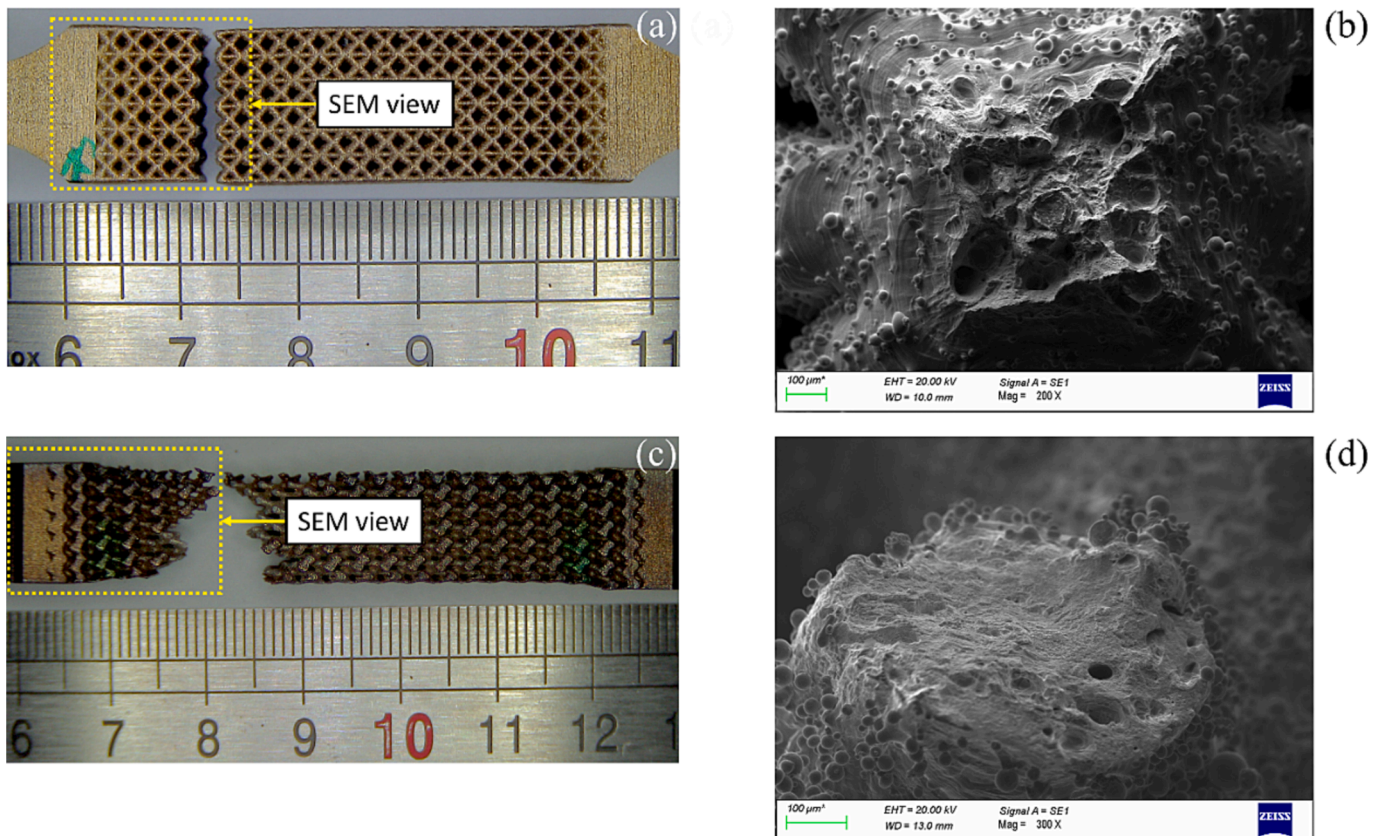 (a)
SEM view
ox 6 7 8 9 10 11
(b)
100 µm*
EHT = 20.00 kV
WD = 10.0 mm
Signal A = SE1
Mag = 200 X
ZEISS
(c)
SEM view
6 7 8 9 10 11 12
(d)
100 µm*
EHT = 20.00 kV
WD = 13.0 mm
Signal A = SE1
Mag = 300 X
ZEISS